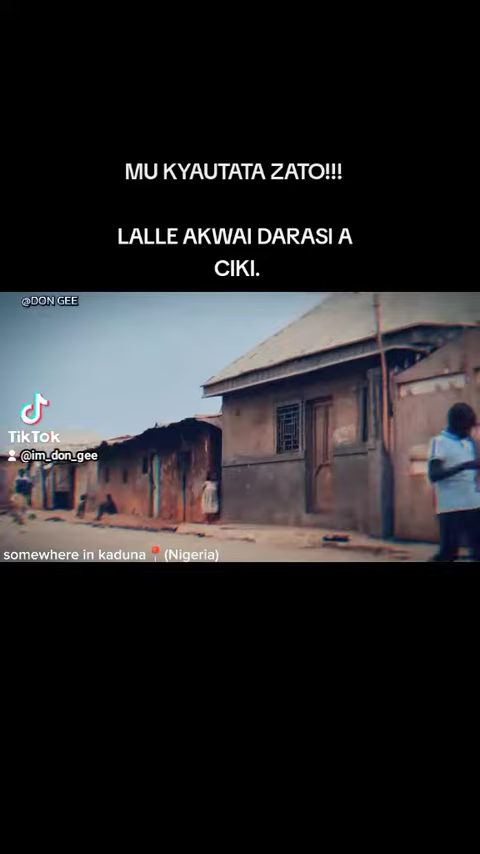 MU KYAUTATA ZATO!!!
LALLE AKWAI DARASI A
CIKI.
@DON GEE
TikTok
@im_don_gee
somewhere in kaduna📍(Nigeria)